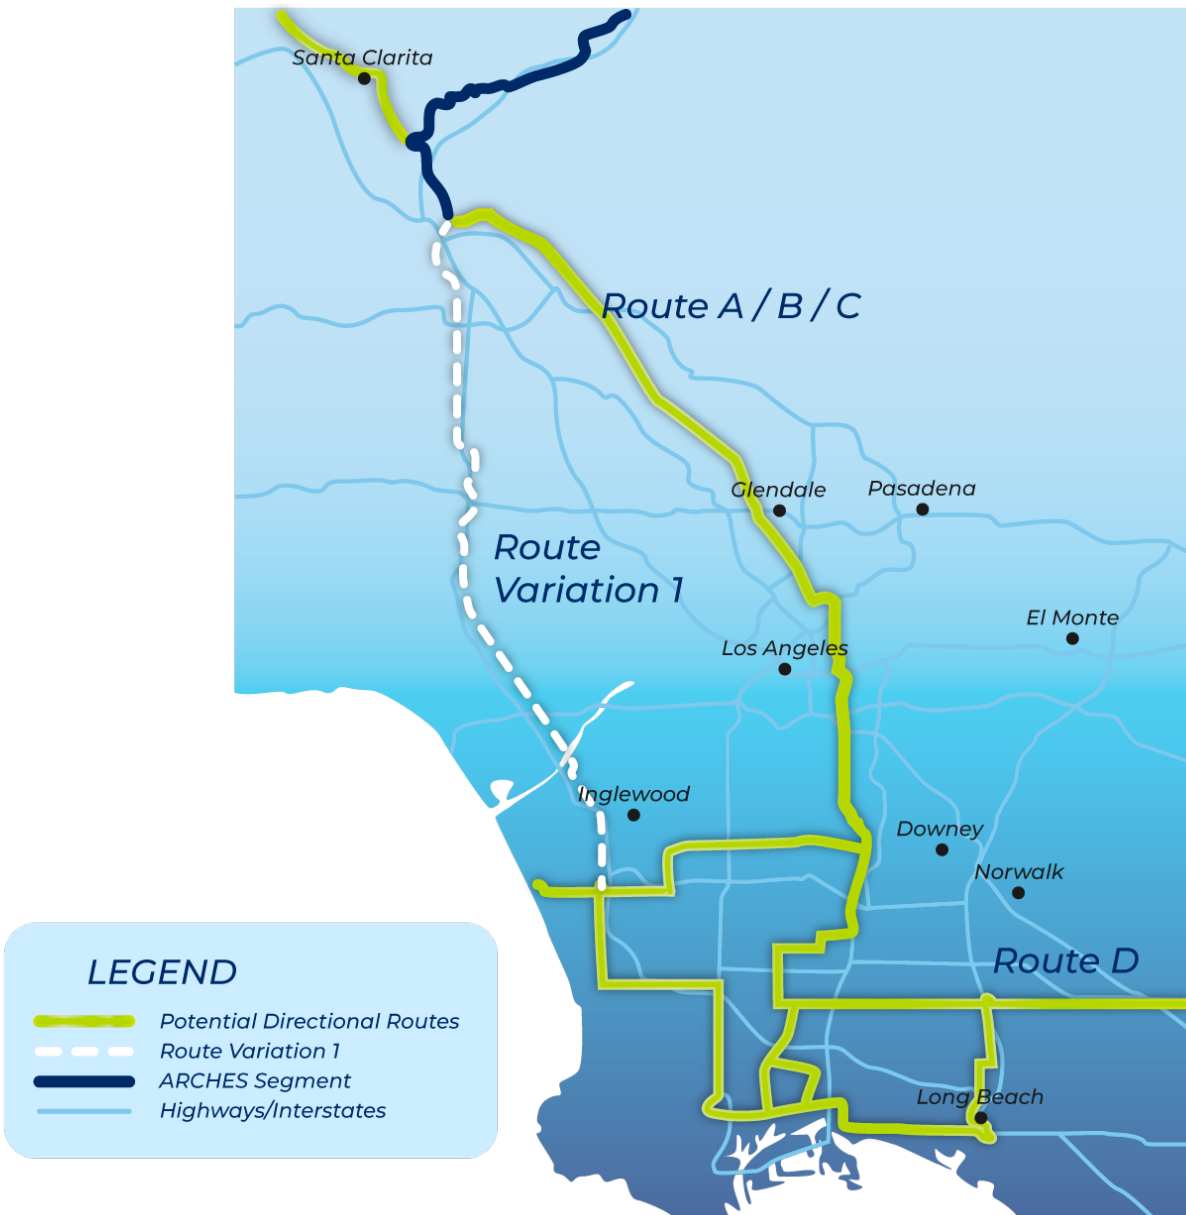 Santa Clarita
Route A / B / C
Glendale
Pasadena
Route
Variation 1
El Monte
Los Angeles
Inglewood
Downey
Norwalk
Route D
LEGEND
Potential Directional Routes
Route Variation 1
ARCHES Segment
Highways/Interstates
Long Beach